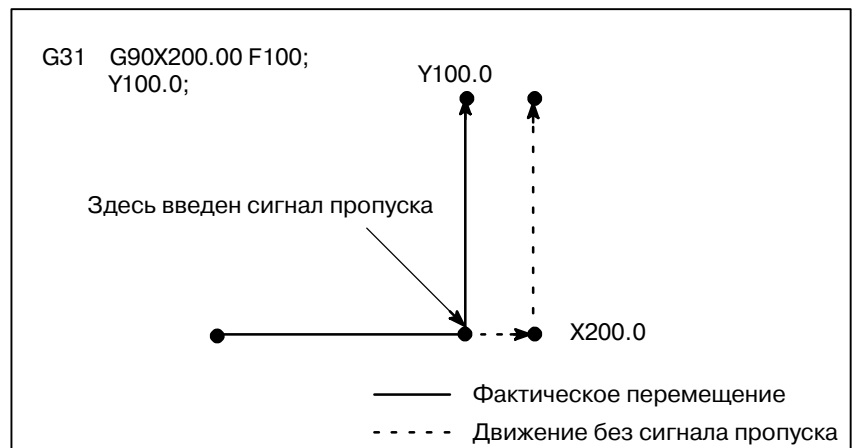 G31 G90X200.00 F100;
Y100.0;
Y100.0
Здесь введен сигнал пропуска
X200.0
Фактическое перемещение
Движение без сигнала пропуска